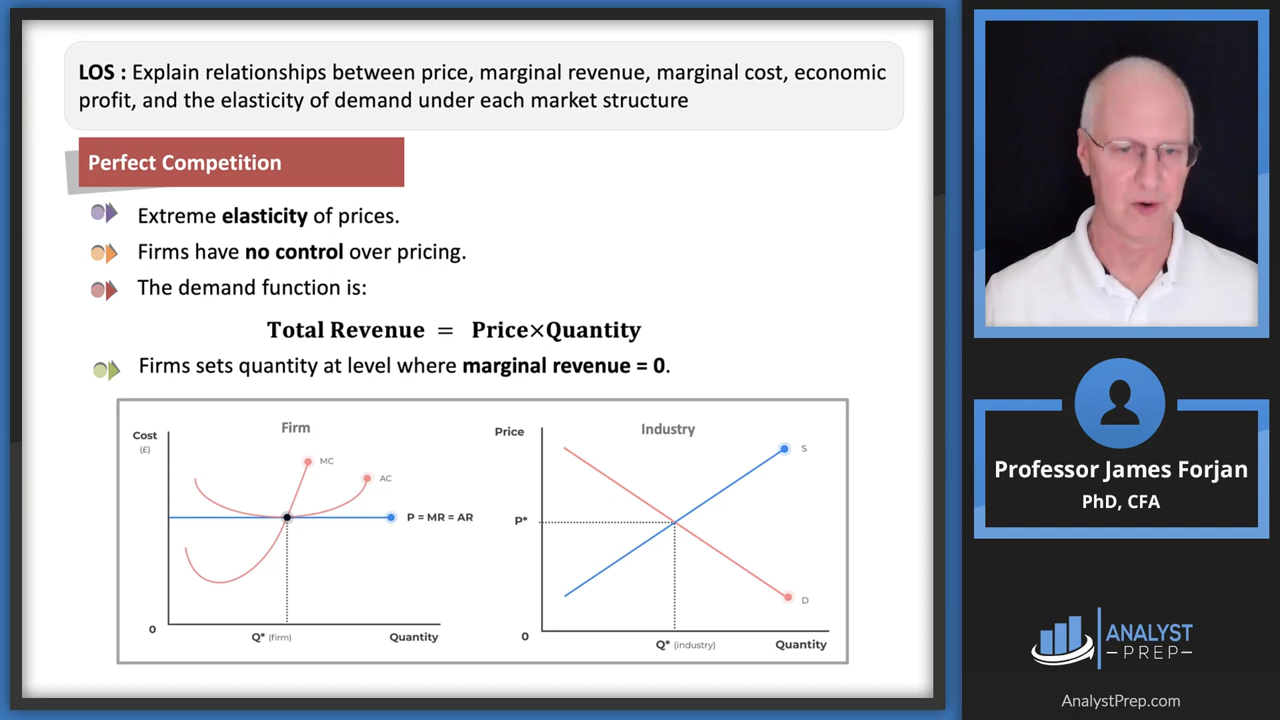 LOS : Explain relationships between price, marginal revenue, marginal cost, economic
profit, and the elasticity of demand under each market structure
Perfect Competition
Extreme elasticity of prices.
Firms have no control over pricing.
The demand function is:
Total Revenue = Price×Quantity
Firms sets quantity at level where marginal revenue = 0.
Firm
Cost
(£)
MC
AC
P = MR = AR
0
Q* (firm)
Quantity
Industry
Price
S
P*
D
0
Q* (industry)
Quantity
Professor James Forjan
PhD, CFA
ANALYST
PREP
AnalystPrep.com